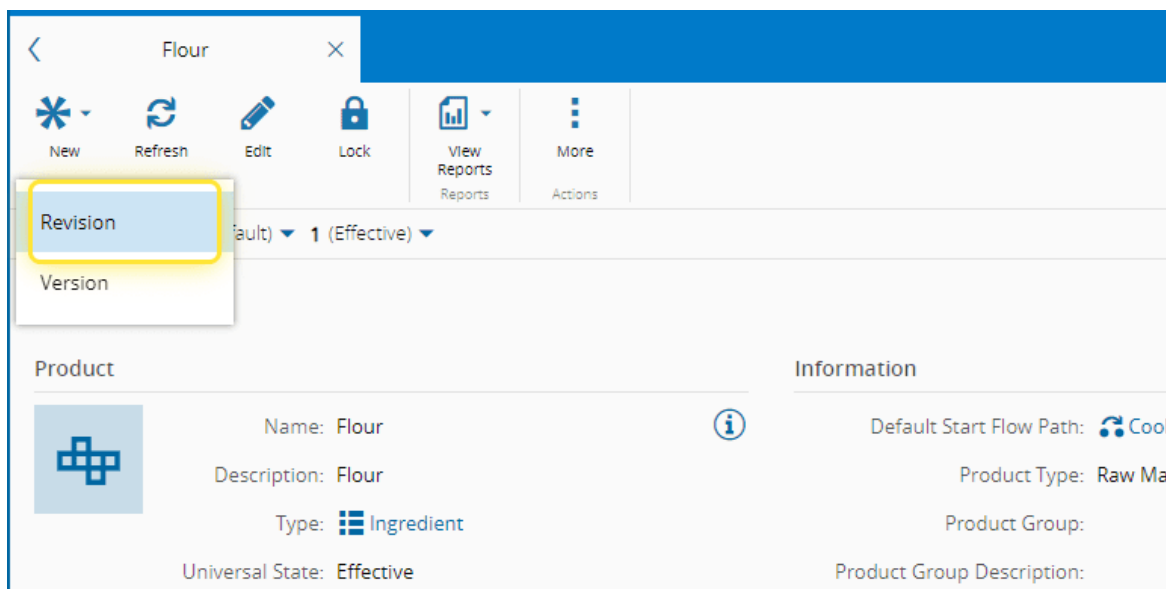 Flour
New Refresh Edit Lock View Reports More
Reports Actions
Revision
fault) 1 (Effective)
Version
Product Information
Name: Flour Default Start Flow Path: Cool
Description: Flour Product Type: Raw Ma
Type: Ingredient Product Group:
Universal State: Effective Product Group Description: